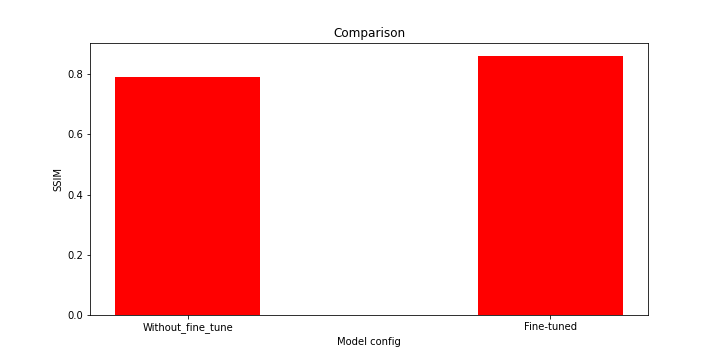 Comparison
0.8
0.6
0.4
0.2
0.0
SSIM
Without_fine_tune
Fine-tuned
Model config